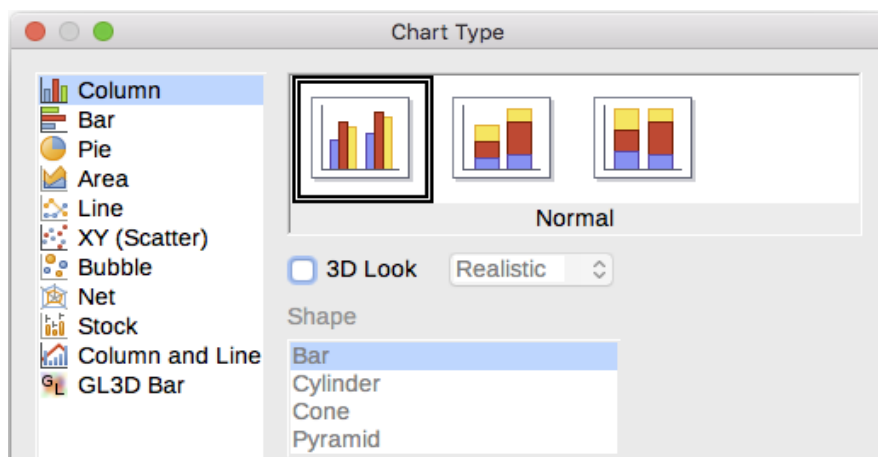 Chart Type
Column
Bar
Pie
Area
Line
XY (Scatter)
Bubble
Net
Stock
Column and Line
GL GL3D Bar
Normal
3D Look Realistic
Shape
Bar
Cylinder
Cone
Pyramid